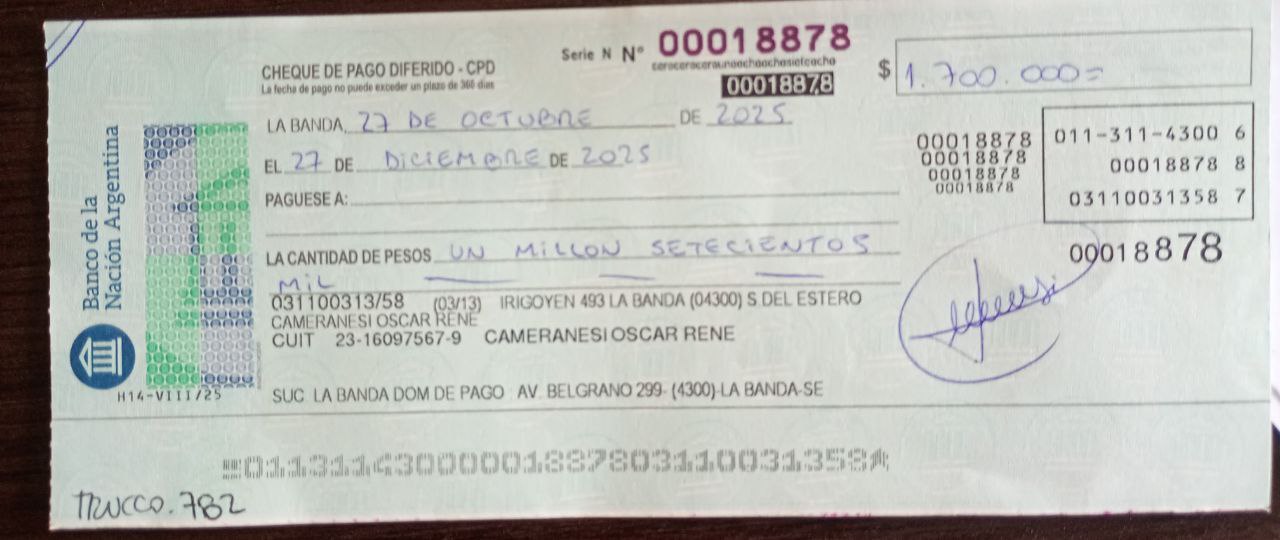 Serie N Nº 00018878
cerocerocerounoochoochosieteocho
00018878
CHEQUE DE PAGO DIFERIDO - CPD
La fecha de pago no puede exceder un plazo de 360 días
$ 1.700.000=
LA BANDA, 27 DE OCTUBRE DE 2025
EL 27 DE DICIEMBRE DE 2025
PAGUESE A:
00018878
00018878
00018878
00018878
011-311-4300 6
00018878 8
03110031358 7
00018878
LA CANTIDAD DE PESOS UN MILLON SETECIENTOS
MIL
031100313/58 (03/13) IRIGOYEN 493 LA BANDA (04300) S DEL ESTERO
CAMERANESI OSCAR RENE
CUIT 23-16097567-9 CAMERANESI OSCAR RENE
SUC LA BANDA DOM DE PAGO AV. BELGRANO 299- (4300)-LA BANDA-SE
Banco de la
Nación Argentina
H14-VIII/25
01131143000001887803110031358
TRUCCO.782